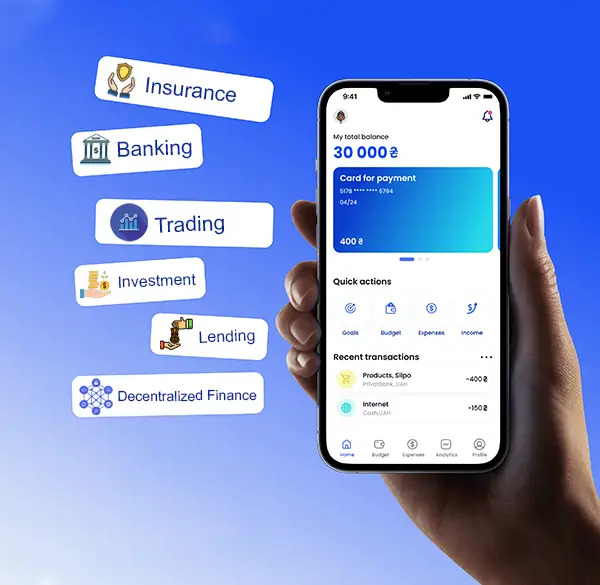 Insurance
Banking
Trading
Investment
Lending
Decentralized Finance
9:41
My total balance
30 000₴
Card for payment
5178 **** **** 6794
04/24
400 ₴
Quick actions
Goals
Budget
Expenses
Income
Recent transactions
Products, Silpo
PrivatBank, UAH
-400₴
Internet
Cash,UAH
-150₴
Home
Budget
Expenses
Analytics
Profile